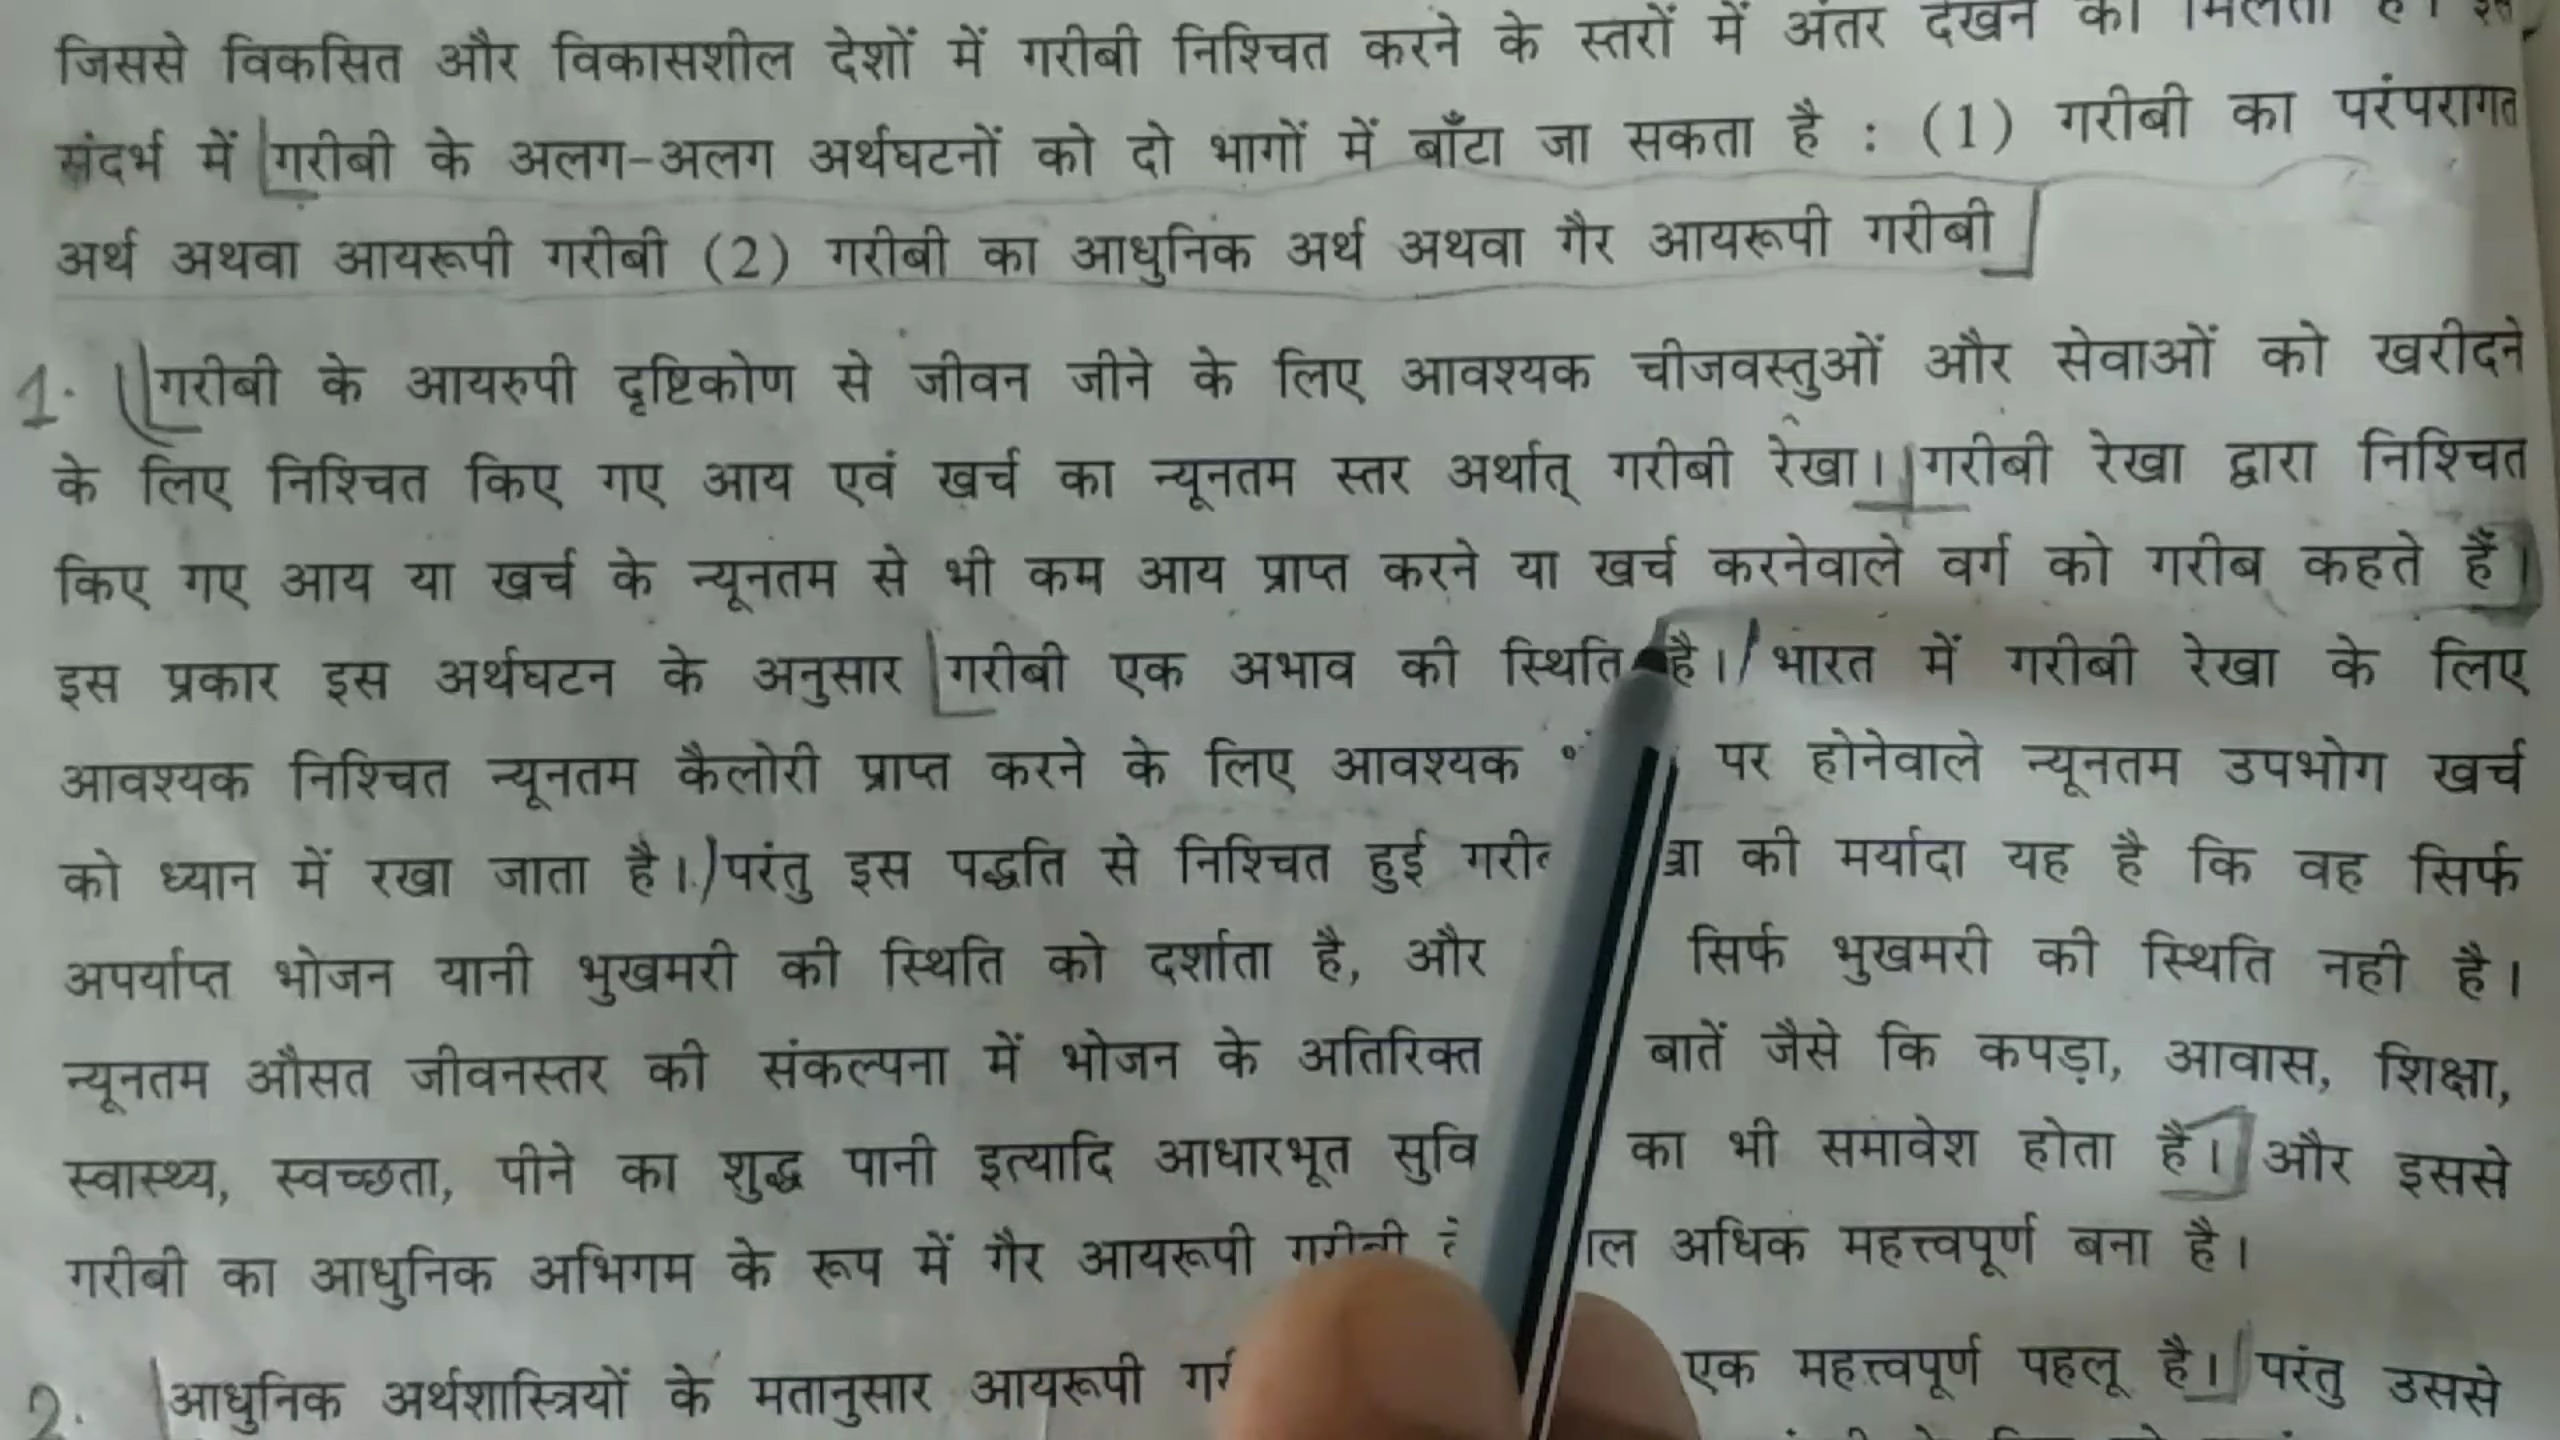 जिससे विकसित और विकासशील देशों में गरीबी निश्चित करने के स्तरों में अंतर देखने को मिलता है। इस
संदर्भ में गरीबी के अलग-अलग अर्थघटनों को दो भागों में बाँटा जा सकता है : (1) गरीबी का परंपरागत
अर्थ अथवा आयरूपी गरीबी (2) गरीबी का आधुनिक अर्थ अथवा गैर आयरूपी गरीबी
1. गरीबी के आयरुपी दृष्टिकोण से जीवन जीने के लिए आवश्यक चीजवस्तुओं और सेवाओं को खरीदने
के लिए निश्चित किए गए आय एवं खर्च का न्यूनतम स्तर अर्थात् गरीबी रेखा। गरीबी रेखा द्वारा निश्चित
किए गए आय या खर्च के न्यूनतम से भी कम आय प्राप्त करने या खर्च करनेवाले वर्ग को गरीब कहते हैं।
इस प्रकार इस अर्थघटन के अनुसार गरीबी एक अभाव की स्थिति है। भारत में गरीबी रेखा के लिए
आवश्यक निश्चित न्यूनतम कैलोरी प्राप्त करने के लिए आवश्यक पर होनेवाले न्यूनतम उपभोग खर्च
को ध्यान में रखा जाता है। परंतु इस पद्धति से निश्चित हुई की मर्यादा यह है कि वह सिर्फ
अपर्याप्त भोजन यानी भुखमरी की स्थिति को दर्शाता है, और सिर्फ भुखमरी की स्थिति नही है।
न्यूनतम औसत जीवनस्तर की संकल्पना में भोजन के अतिरिक्त बातें जैसे कि कपड़ा, आवास, शिक्षा,
स्वास्थ्य, स्वच्छता, पीने का शुद्ध पानी इत्यादि आधारभूत का भी समावेश होता है। और इससे
गरीबी का आधुनिक अभिगम के रूप में गैर आयरूपी गरीबी अधिक महत्त्वपूर्ण बना है।
2. आधुनिक अर्थशास्त्रियों के मतानुसार आयरूपी एक महत्त्वपूर्ण पहलू है। परंतु उससे